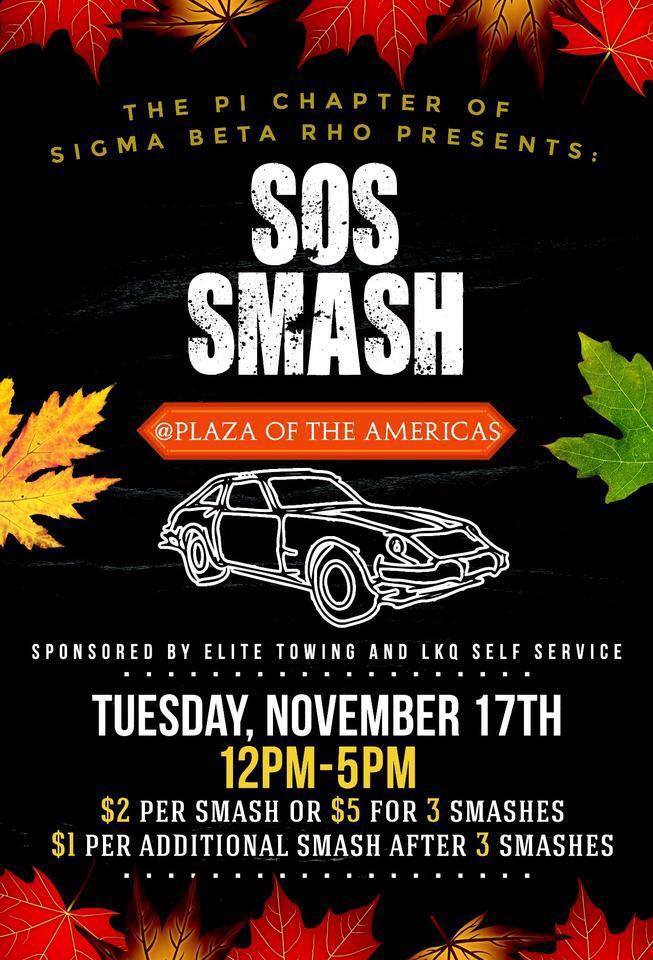 THE PI CHAPTER OF
SIGMA BETA RHO PRESENTS:
SOS
SMASH
@PLAZA OF THE AMERICAS
SPONSORED BY ELITE TOWING AND LKQ SELF SERVICE
TUESDAY, NOVEMBER 17TH
12PM-5PM
$2 PER SMASH OR $5 FOR 3 SMASHES
$1 PER ADDITIONAL SMASH AFTER 3 SMASHES